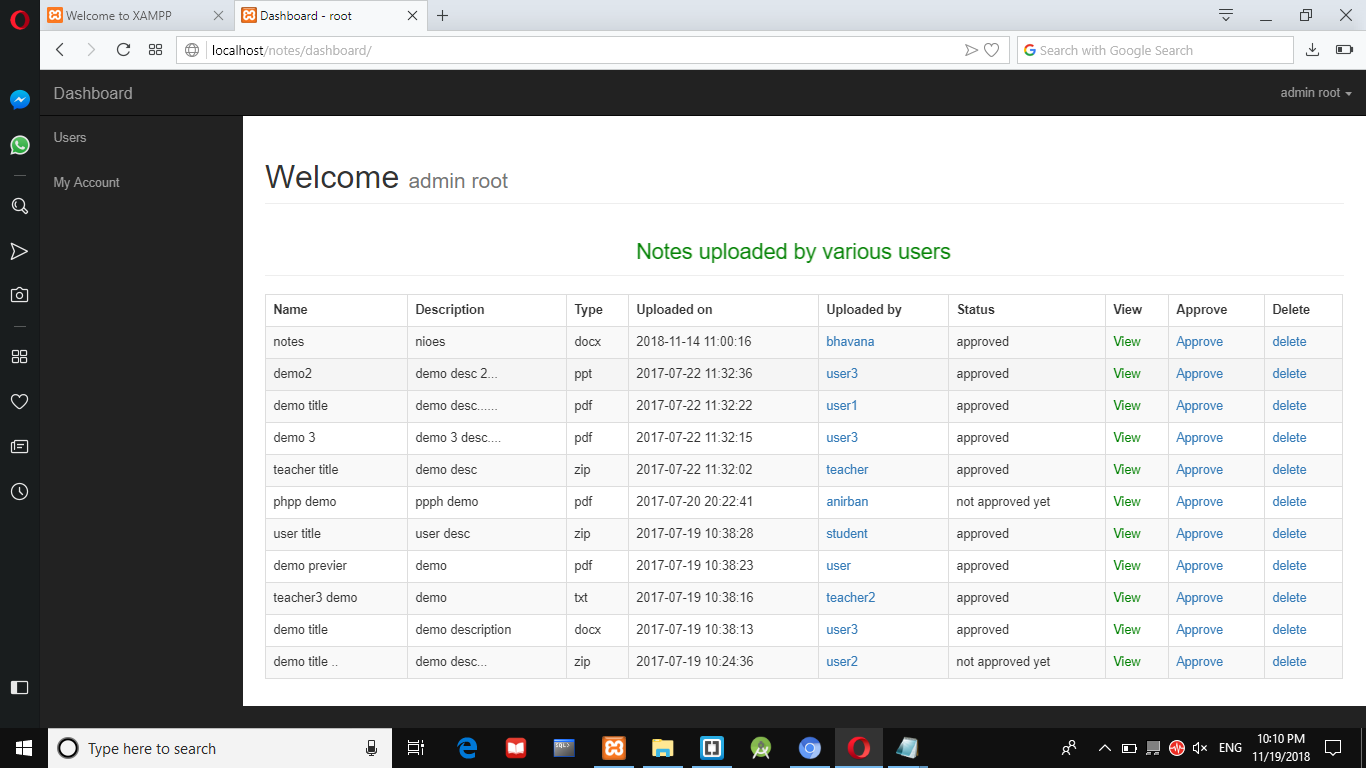 Welcome to XAMPP
Dashboard - root
localhost/notes/dashboard/
Search with Google Search
Dashboard
admin root
Users
My Account
Welcome admin root
Notes uploaded by various users
Name Description Type Uploaded on Uploaded by Status View Approve Delete
notes nioes docx 2018-11-14 11:00:16 bhavana approved View Approve delete
demo2 demo desc 2... ppt 2017-07-22 11:32:36 user3 approved View Approve delete
demo title demo desc...... pdf 2017-07-22 11:32:22 user1 approved View Approve delete
demo 3 demo 3 desc.... pdf 2017-07-22 11:32:15 user3 approved View Approve delete
teacher title demo desc zip 2017-07-22 11:32:02 teacher approved View Approve delete
phpp demo ppph demo pdf 2017-07-20 20:22:41 anirban not approved yet View Approve delete
user title user desc zip 2017-07-19 10:38:28 student approved View Approve delete
demo previer demo pdf 2017-07-19 10:38:23 user approved View Approve delete
teacher3 demo demo txt 2017-07-19 10:38:16 teacher2 approved View Approve delete
demo title demo description docx 2017-07-19 10:38:13 user3 approved View Approve delete
demo title .. demo desc... zip 2017-07-19 10:24:36 user2 not approved yet View Approve delete
Type here to search
ENG
10:10 PM
11/19/2018